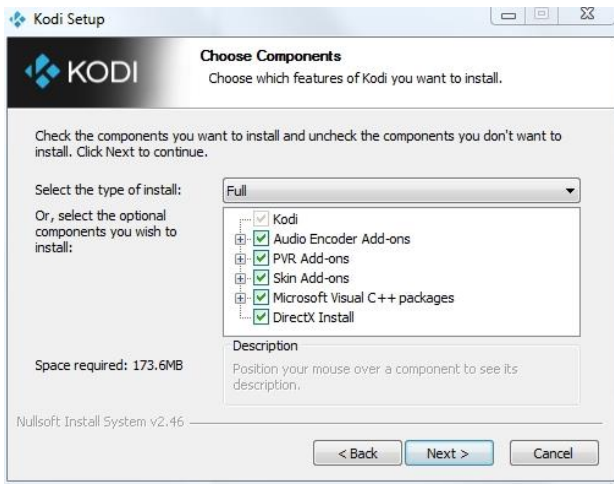 Kodi Setup
KODI
Choose Components
Choose which features of Kodi you want to install.
Check the components you want to install and uncheck the components you don't want to
install. Click Next to continue.
Select the type of install:
Full
Or, select the optional
components you wish to
install:
Kodi
Audio Encoder Add-ons
PVR Add-ons
Skin Add-ons
Microsoft Visual C++ packages
DirectX Install
Space required: 173.6MB
Description
Position your mouse over a component to see its
description.
Nullsoft Install System v2.46
< Back
Next >
Cancel